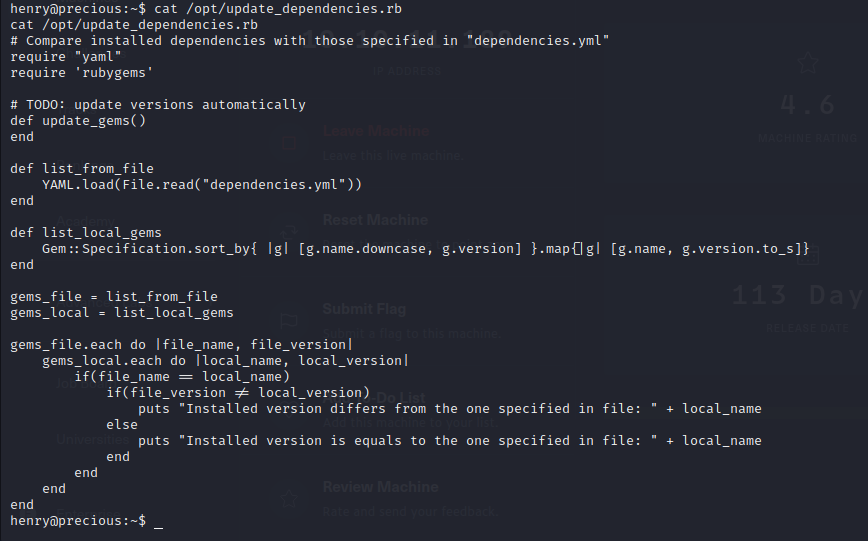 henry@precious:~$ cat /opt/update_dependencies.rb
cat /opt/update_dependencies.rb
# Compare installed dependencies with those specified in "dependencies.yml"
require "yaml"
require 'rubygems'
# TODO: update versions automatically
def update_gems()
end
def list_from_file
    YAML.load(File.read("dependencies.yml"))
end
def list_local_gems
    Gem::Specification.sort_by{ |g| [g.name.downcase, g.version] }.map{|g| [g.name, g.version.to_s]}
end
gems_file = list_from_file
gems_local = list_local_gems
gems_file.each do |file_name, file_version|
    gems_local.each do |local_name, local_version|
        if(file_name == local_name)
            if(file_version != local_version)
                puts "Installed version differs from the one specified in file: " + local_name
            else
                puts "Installed version is equals to the one specified in file: " + local_name
            end
        end
    end
end
henry@precious:~$ _
4.6
MACHINE RATING
Leave Machine
Leave this live machine.
Academy
Reset Machine
113 Day
RELEASE DATE
Submit Flag
Submit a flag to this machine.
To-Do List
Add this machine to your list
Universities
Review Machine
Rate and send your feedback